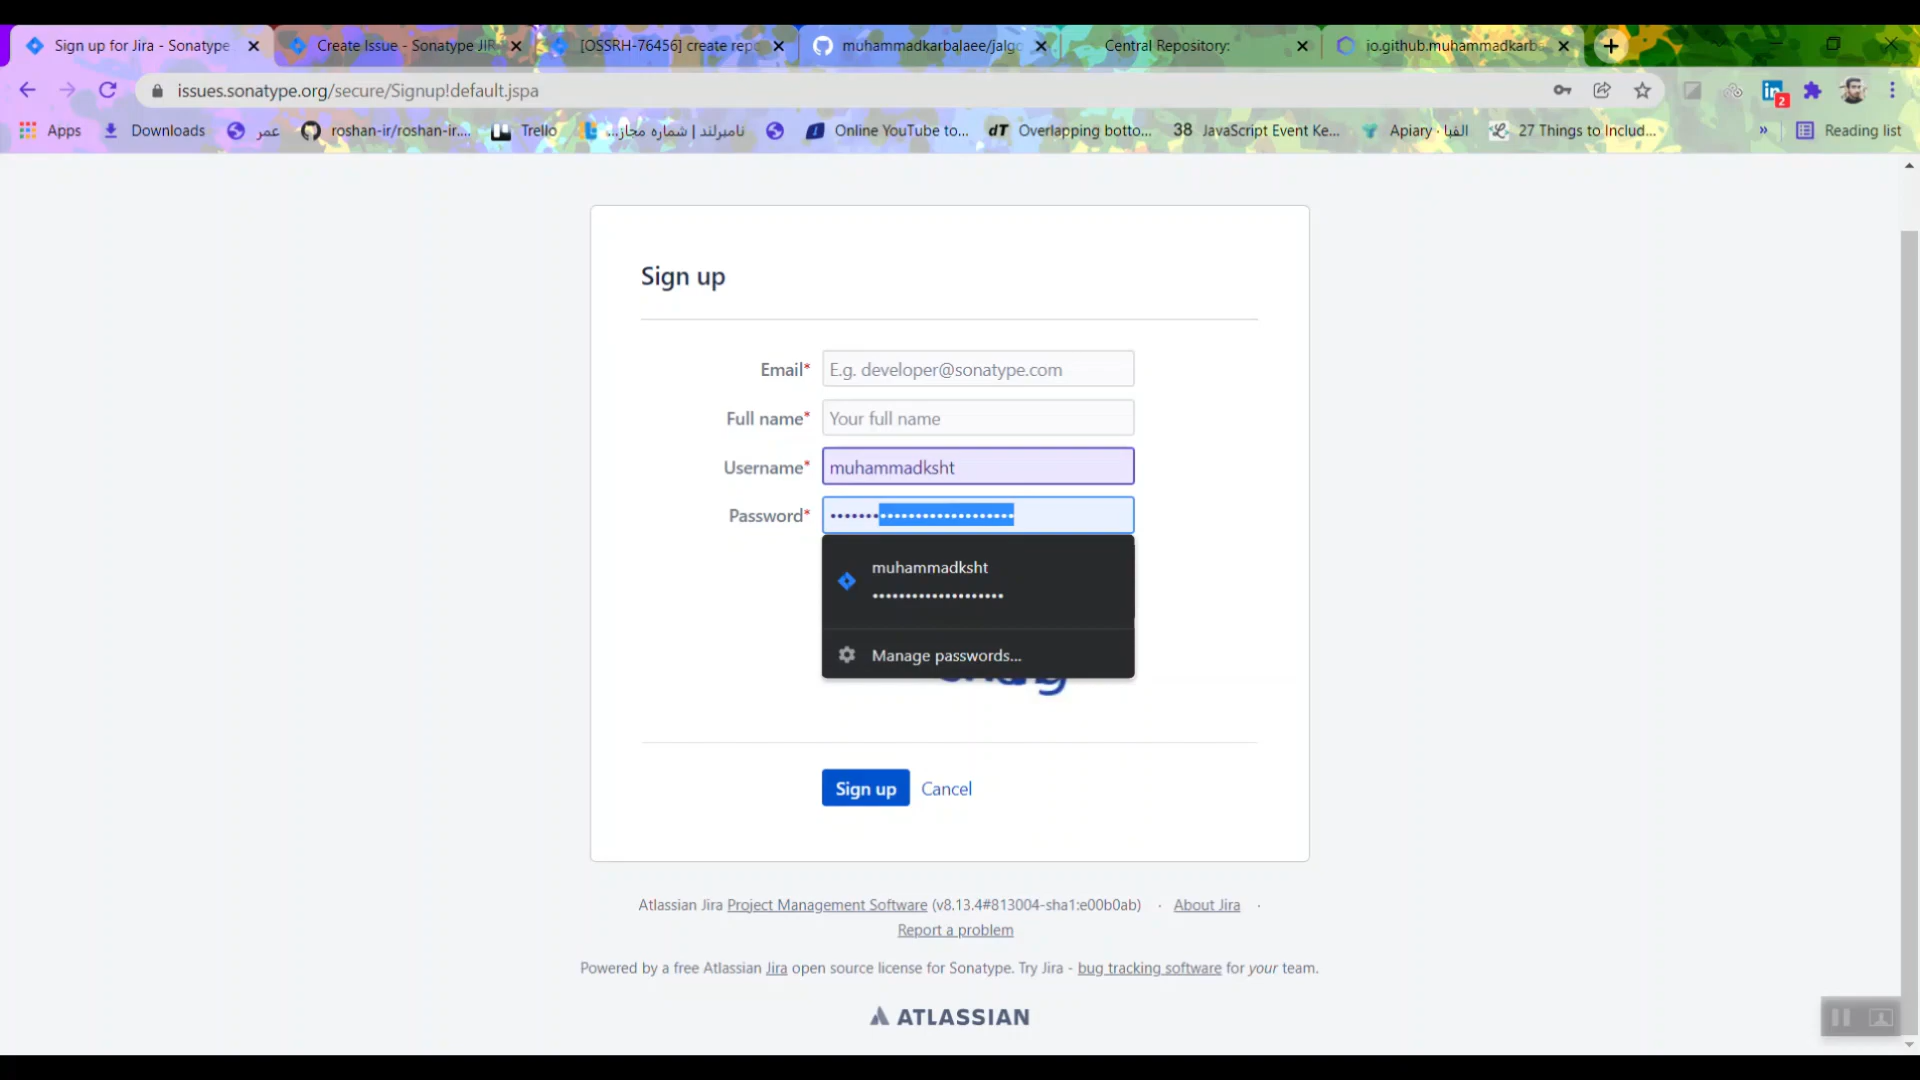 Sign up for Jira - Sonatype
Create Issue - Sonatype JIR
[OSSRH-76456] create repo
muhammadkarbalaee/jalgo
Central Repository:
io.github.muhammadkarba
issues.sonatype.org/secure/Signup!default.jspa
2
Apps
Downloads
عمر
roshan-ir/roshan-ir....
Trello
نامبرلند | شماره مجاز...
Online YouTube to...
dT Overlapping botto...
38 JavaScript Event Ke...
Apiary · الفبا
27 Things to Includ...
»
Reading list
Sign up
Email* E.g. developer@sonatype.com
Full name* Your full name
Username* muhammadksht
Password*
muhammadksht
Manage passwords...
Sign up Cancel
Atlassian Jira Project Management Software (v8.13.4#813004-sha1:e00b0ab) · About Jira ·
Report a problem
Powered by a free Atlassian Jira open source license for Sonatype. Try Jira - bug tracking software for your team.
ATLASSIAN